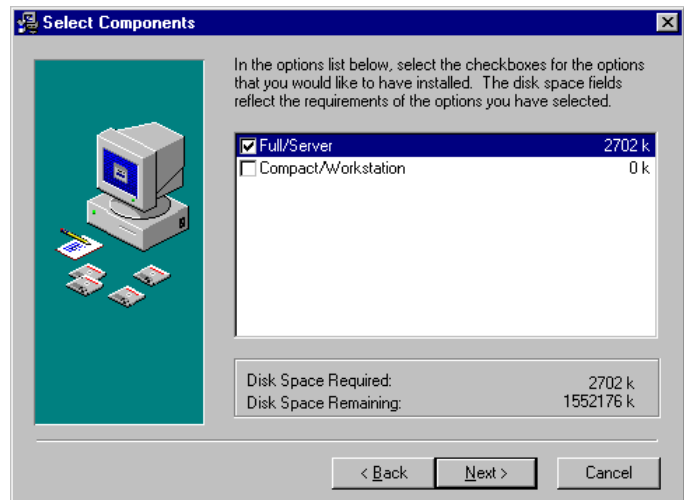 Select Components
In the options list below, select the checkboxes for the options
that you would like to have installed. The disk space fields
reflect the requirements of the options you have selected.
Full/Server 2702 k
Compact/Workstation 0 k
Disk Space Required: 2702 k
Disk Space Remaining: 1552176 k
< Back Next > Cancel